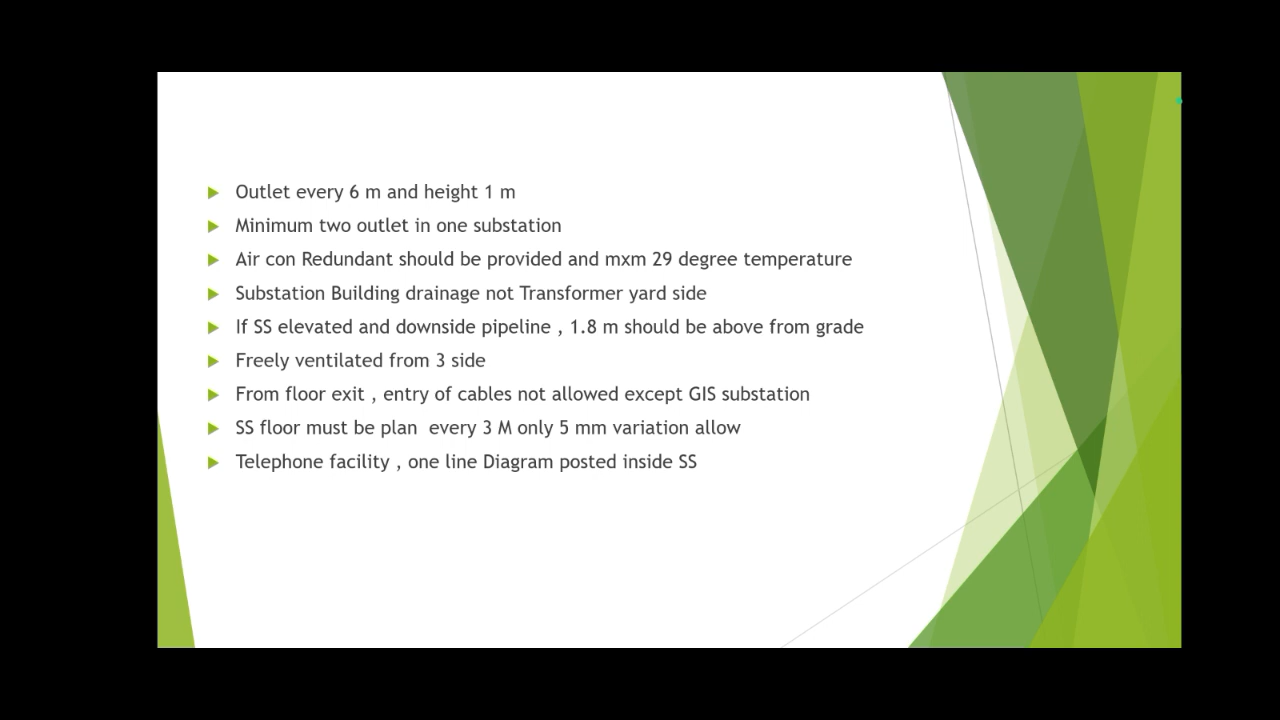 Outlet every 6 m and height 1 m
Minimum two outlet in one substation
Air con Redundant should be provided and mxm 29 degree temperature
Substation Building drainage not Transformer yard side
If SS elevated and downside pipeline , 1.8 m should be above from grade
Freely ventilated from 3 side
From floor exit , entry of cables not allowed except GIS substation
SS floor must be plan  every 3 M only 5 mm variation allow
Telephone facility , one line Diagram posted inside SS